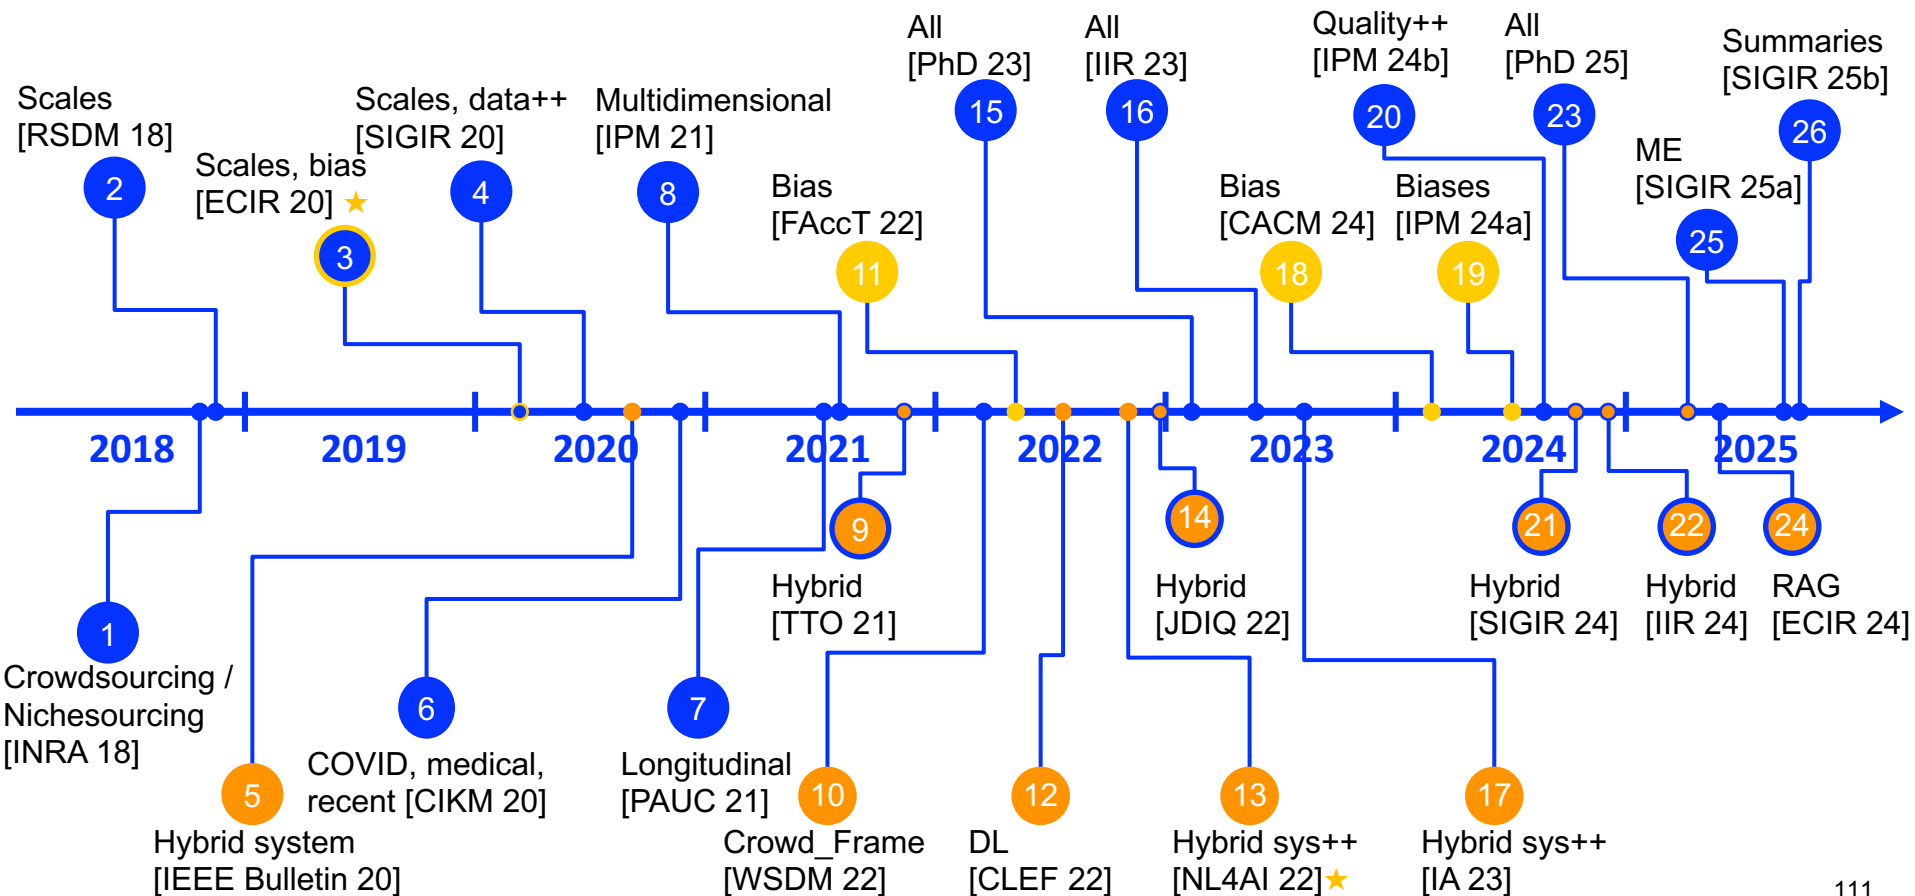 All
[PhD 23]
All
[IIR 23]
Quality++
[IPM 24b]
All
[PhD 25]
Summaries
[SIGIR 25b]
Scales
[RSDM 18]
Scales, data++
[SIGIR 20]
Multidimensional
[IPM 21]
15
16
20
23
26
Scales, bias
[ECIR 20] ★
ME
[SIGIR 25a]
2
4
8
Bias
[FAccT 22]
Bias
[CACM 24]
Biases
[IPM 24a]
3
11
18
19
25
2018
2019
2020
2021
2022
2023
2024
2025
9
14
21
22
24
Hybrid
[TTO 21]
Hybrid
[JDIQ 22]
Hybrid
[SIGIR 24]
Hybrid
[IIR 24]
RAG
[ECIR 24]
1
Crowdsourcing /
Nichesourcing
[INRA 18]
6
7
COVID, medical,
recent [CIKM 20]
Longitudinal
[PAUC 21]
5
10
12
13
17
Hybrid system
[IEEE Bulletin 20]
Crowd_Frame
[WSDM 22]
DL
[CLEF 22]
Hybrid sys++
[NL4AI 22]★
Hybrid sys++
[IA 23]
111